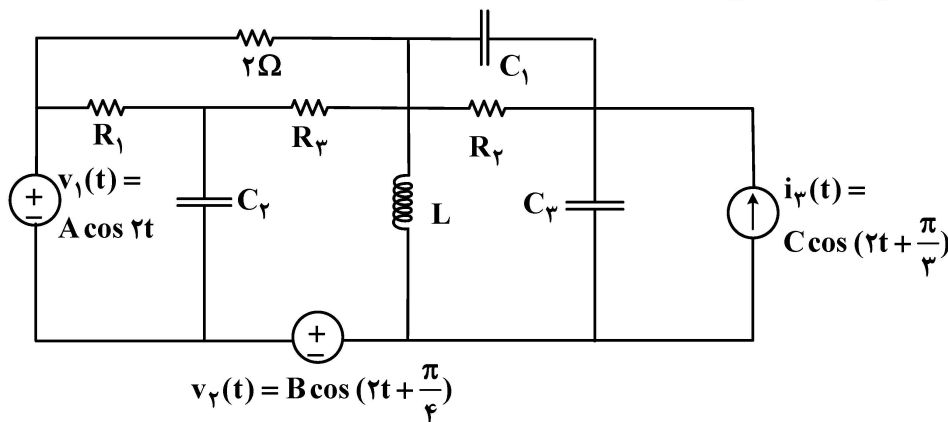 ۲Ω
C۱
R۱
R۳
R۲
v۱(t) =
A cos ۲t
C۲
L
C۳
i۳(t) =
C cos (۲t + π/۳)
v۲(t) = B cos (۲t + π/۴)